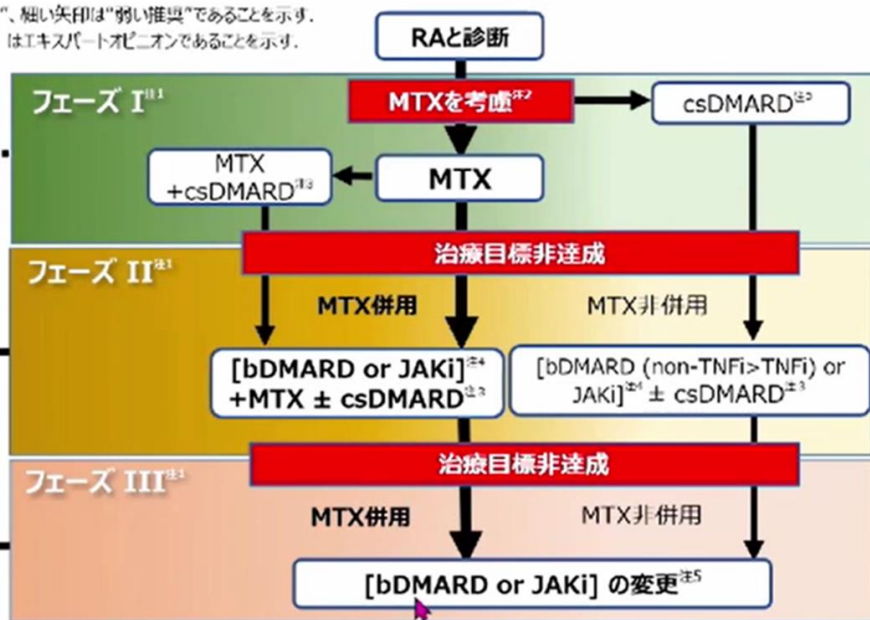 ”、細い矢印は“弱い推奨”であることを示す.
はエキスパートオピニオンであることを示す.
RAと診断
フェーズ I注1
MTXを考慮注2
csDMARD注3
MTX
+csDMARD注3
MTX
治療目標非達成
フェーズ II注1
MTX併用
MTX非併用
[bDMARD or JAKi]注4
+MTX ± csDMARD注3
[bDMARD (non-TNFi>TNFi) or
JAKi]注4 ± csDMARD注3
治療目標非達成
フェーズ III注1
MTX併用
MTX非併用
[bDMARD or JAKi] の変更注5